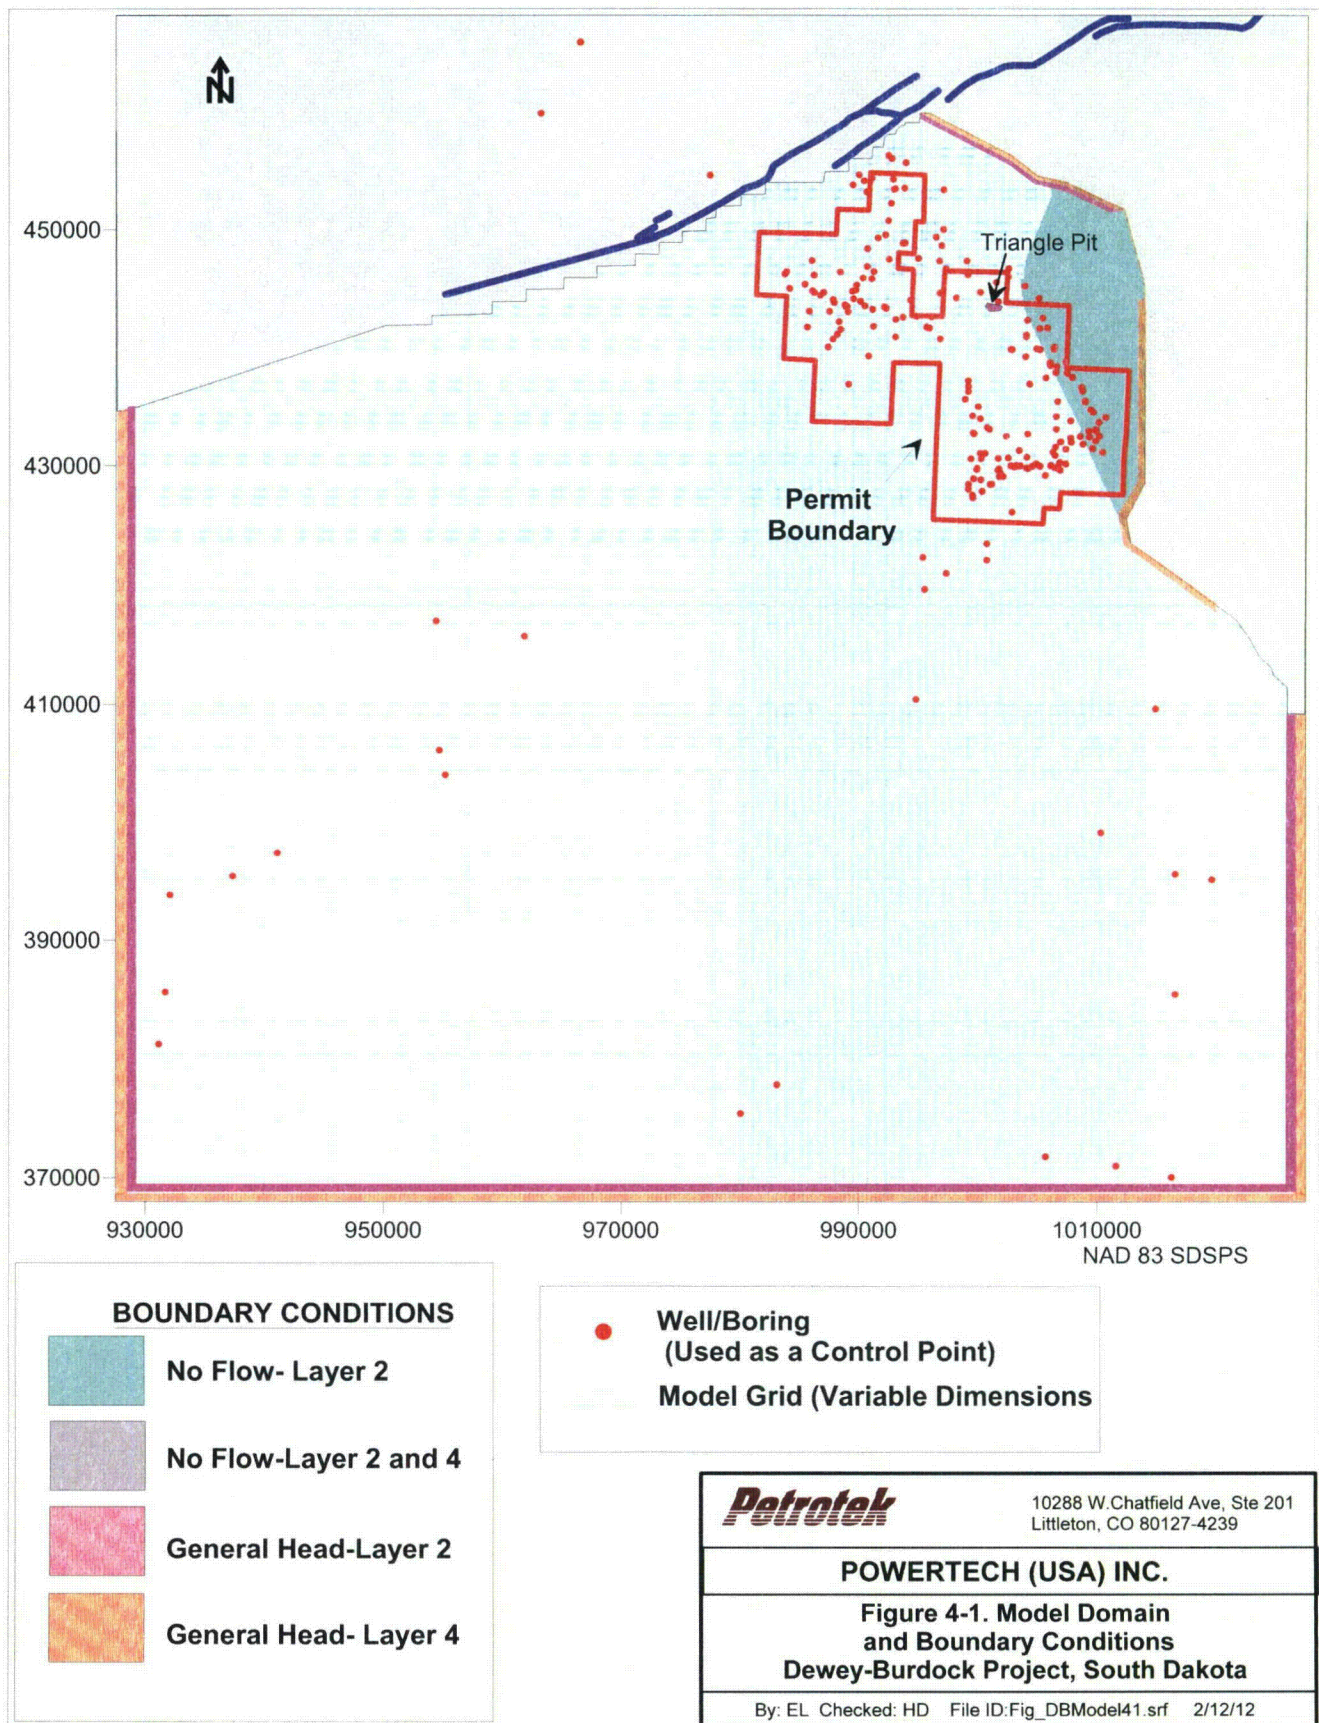 N
450000
Triangle Pit
430000
Permit
Boundary
410000
390000
370000
930000 950000 970000 990000 1010000
NAD 83 SDSPS
BOUNDARY CONDITIONS
No Flow- Layer 2
No Flow-Layer 2 and 4
General Head-Layer 2
General Head- Layer 4
Well/Boring
(Used as a Control Point)
Model Grid (Variable Dimensions
Petrotek
10288 W.Chatfield Ave, Ste 201
Littleton, CO 80127-4239
POWERTECH (USA) INC.
Figure 4-1. Model Domain
and Boundary Conditions
Dewey-Burdock Project, South Dakota
By: EL Checked: HD File ID:Fig_DBModel41.srf 2/12/12